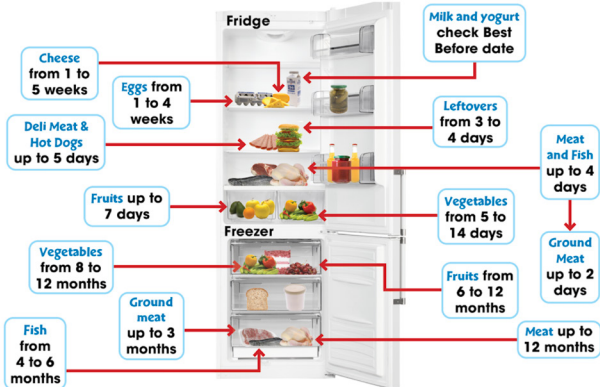 Fridge
Milk and yogurt
check Best
Before date
Cheese
from 1 to
5 weeks
Eggs from
1 to 4
weeks
Leftovers
from 3 to
4 days
Deli Meat &
Hot Dogs
up to 5 days
Meat
and Fish
up to 4
days
Fruits up to
7 days
Vegetables
from 5 to
14 days
Freezer
Ground
Meat
up to 2
days
Vegetables
from 8 to
12 months
Fruits from
6 to 12
months
Ground
meat
up to 3
months
Fish
from
4 to 6
months
Meat up to
12 months